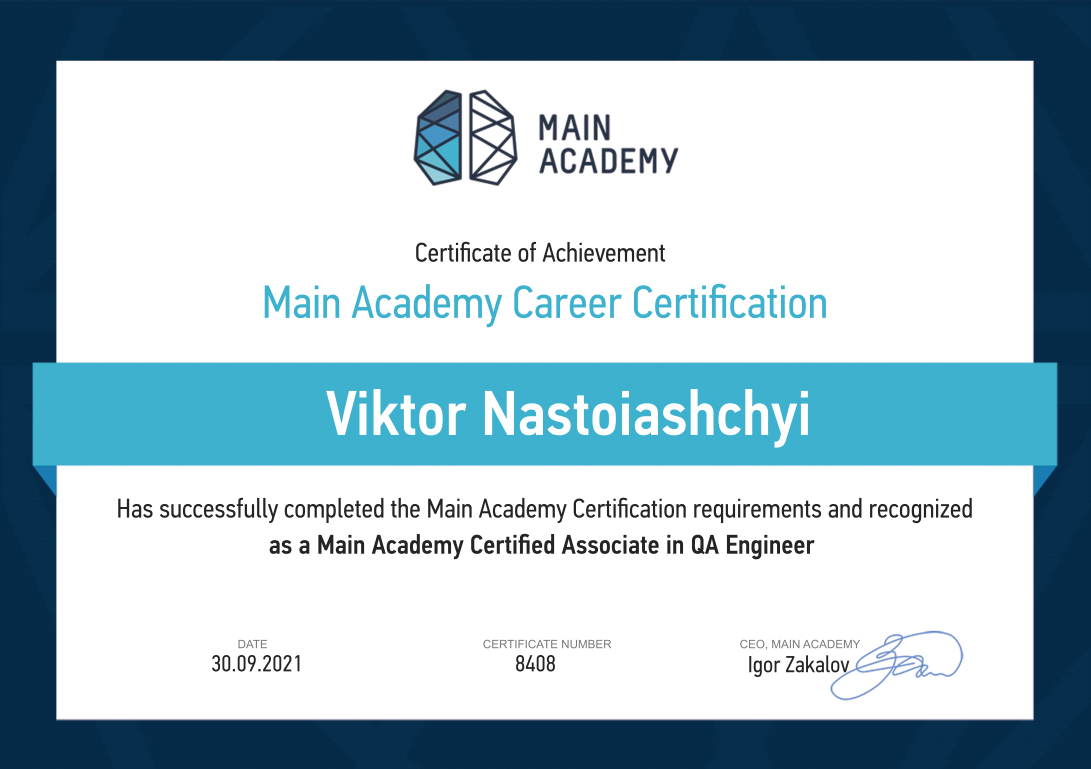 MAIN
ACADEMY
Certificate of Achievement
Main Academy Career Certification
Viktor Nastoiashchyi
Has successfully completed the Main Academy Certification requirements and recognized
as a Main Academy Certified Associate in QA Engineer
DATE
30.09.2021
CERTIFICATE NUMBER
8408
CEO, MAIN ACADEMY
Igor Zakalov